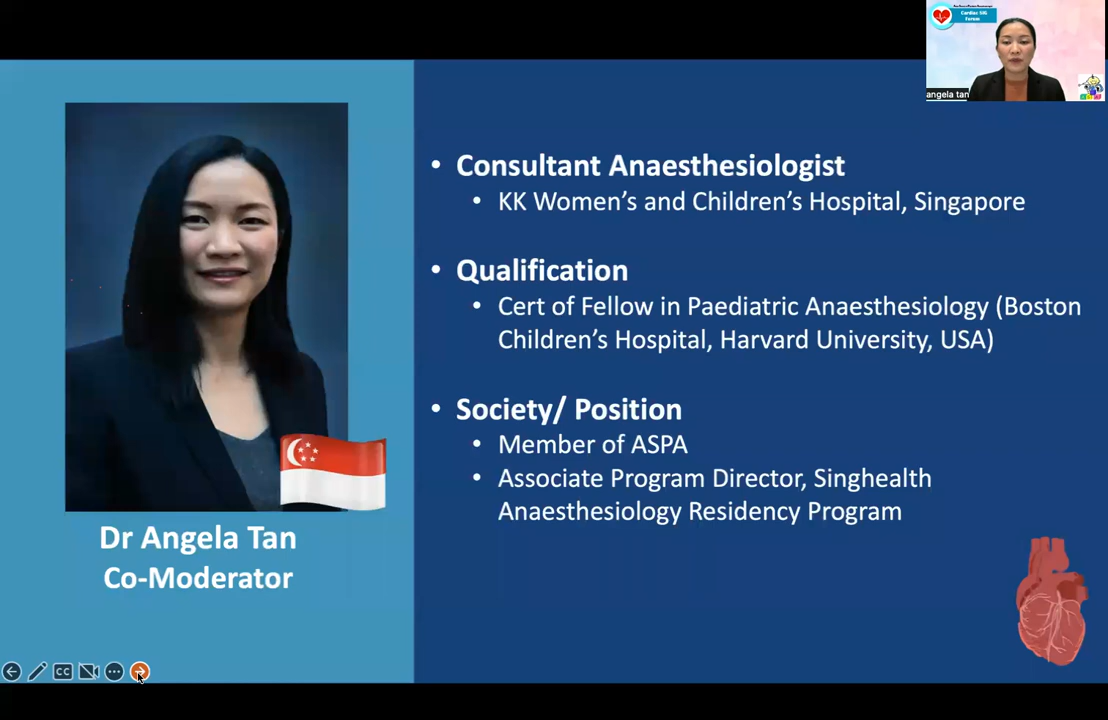 Cardiac SIG
Forum
angela tan
• Consultant Anaesthesiologist
• KK Women’s and Children’s Hospital, Singapore
• Qualification
• Cert of Fellow in Paediatric Anaesthesiology (Boston
Children’s Hospital, Harvard University, USA)
• Society/ Position
• Member of ASPA
• Associate Program Director, Singhealth
Anaesthesiology Residency Program
Dr Angela Tan
Co-Moderator
CC